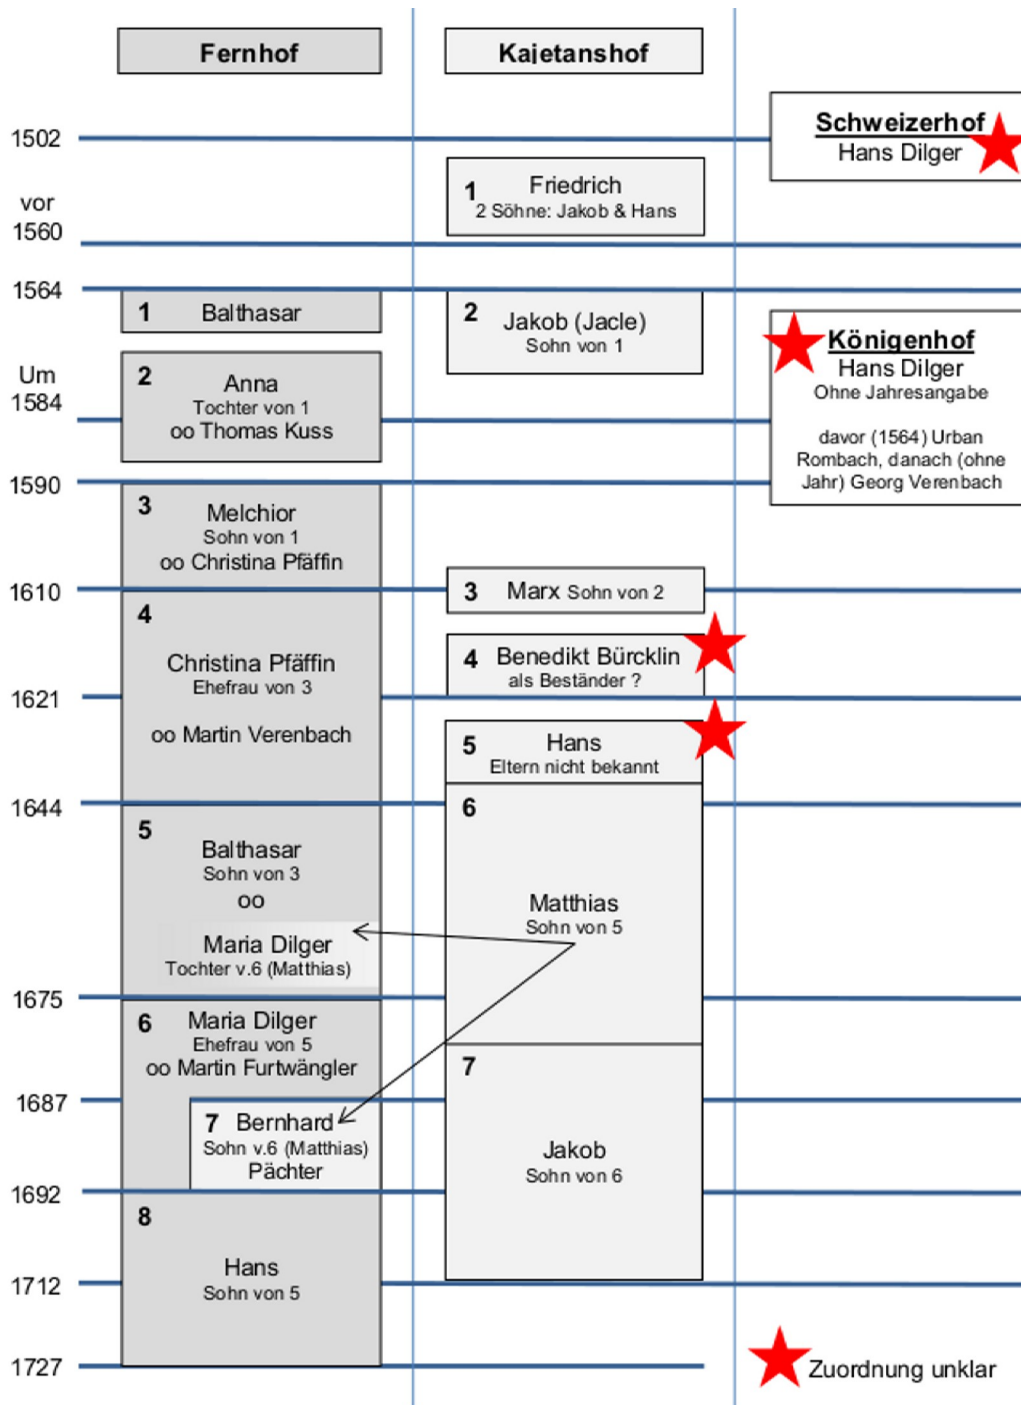 Fernhof
Kajetanshof
1502
Schweizerhof
Hans Dilger
vor
1560
1 Friedrich
2 Söhne: Jakob & Hans
1564
1 Balthasar
2 Jakob (Jacle)
Sohn von 1
Königenhof
Hans Dilger
Ohne Jahresangabe
davor (1564) Urban
Rombach, danach (ohne
Jahr) Georg Verenbach
Um
1584
2 Anna
Tochter von 1
oo Thomas Kuss
1590
3 Melchior
Sohn von 1
oo Christina Pfäffin
1610
3 Marx Sohn von 2
4
Christina Pfäffin
Ehefrau von 3
oo Martin Verenbach
4 Benedikt Bürcklin
als Beständer ?
1621
5 Hans
Eltern nicht bekannt
1644
5
Balthasar
Sohn von 3
oo
Maria Dilger
Tochter v.6 (Matthias)
6
Matthias
Sohn von 5
1675
6 Maria Dilger
Ehefrau von 5
oo Martin Furtwängler
1687
7 Bernhard
Sohn v.6 (Matthias)
Pächter
7
Jakob
Sohn von 6
1692
8
Hans
Sohn von 5
1712
1727
Zuordnung unklar